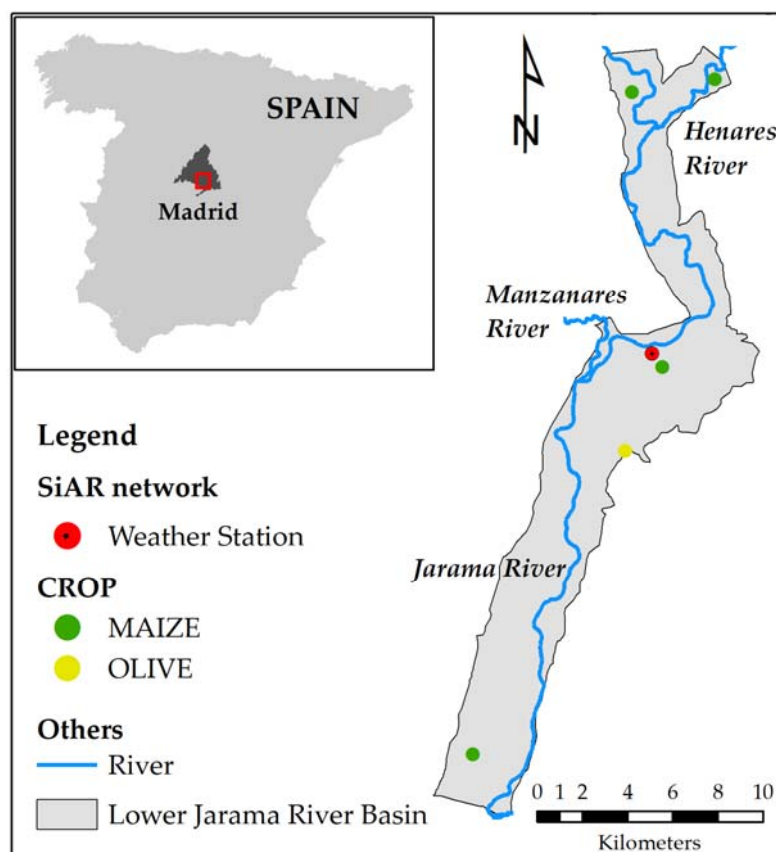 SPAIN
Madrid
N
Henares
River
Manzanares
River
Jarama River
Legend
SiAR network
Weather Station
CROP
MAIZE
OLIVE
Others
River
Lower Jarama River Basin
0 1 2 4 6 8 10
Kilometers